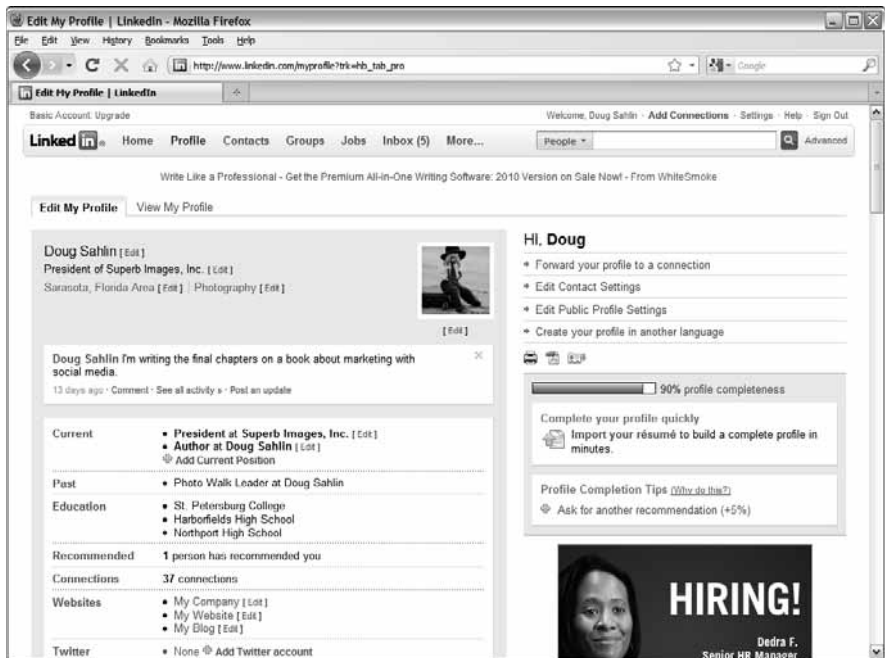 Edit My Profile | LinkedIn - Mozilla Firefox
File Edit View History Bookmarks Tools Help
http://www.linkedin.com/myprofile?trk=hb_tab_pro
Google
Edit My Profile | LinkedIn
Basic Account: Upgrade
Welcome, Doug Sahlin · Add Connections · Settings · Help · Sign Out
Linked in® Home Profile Contacts Groups Jobs Inbox (5) More...
People Advanced
Write Like a Professional - Get the Premium All-in-One Writing Software: 2010 Version on Sale Now! - From WhiteSmoke
Edit My Profile View My Profile
Doug Sahlin [Edit]
President of Superb Images, Inc. [Edit]
Sarasota, Florida Area [Edit] | Photography [Edit]
[Edit]
Doug Sahlin I'm writing the final chapters on a book about marketing with
social media.
13 days ago · Comment · See all activity » · Post an update
Current
• President at Superb Images, Inc. [Edit]
• Author at Doug Sahlin [Edit]
Add Current Position
Past
• Photo Walk Leader at Doug Sahlin
Education
• St. Petersburg College
• Harborfields High School
• Northport High School
Recommended 1 person has recommended you
Connections 37 connections
Websites
• My Company [Edit]
• My Website [Edit]
• My Blog [Edit]
Twitter
• None Add Twitter account
Hi, Doug
Forward your profile to a connection
Edit Contact Settings
Edit Public Profile Settings
Create your profile in another language
90% profile completeness
Complete your profile quickly
Import your résumé to build a complete profile in
minutes.
Profile Completion Tips (Why do this?)
Ask for another recommendation (+5%)
HIRING!
Dedra F.
Senior HR Manager